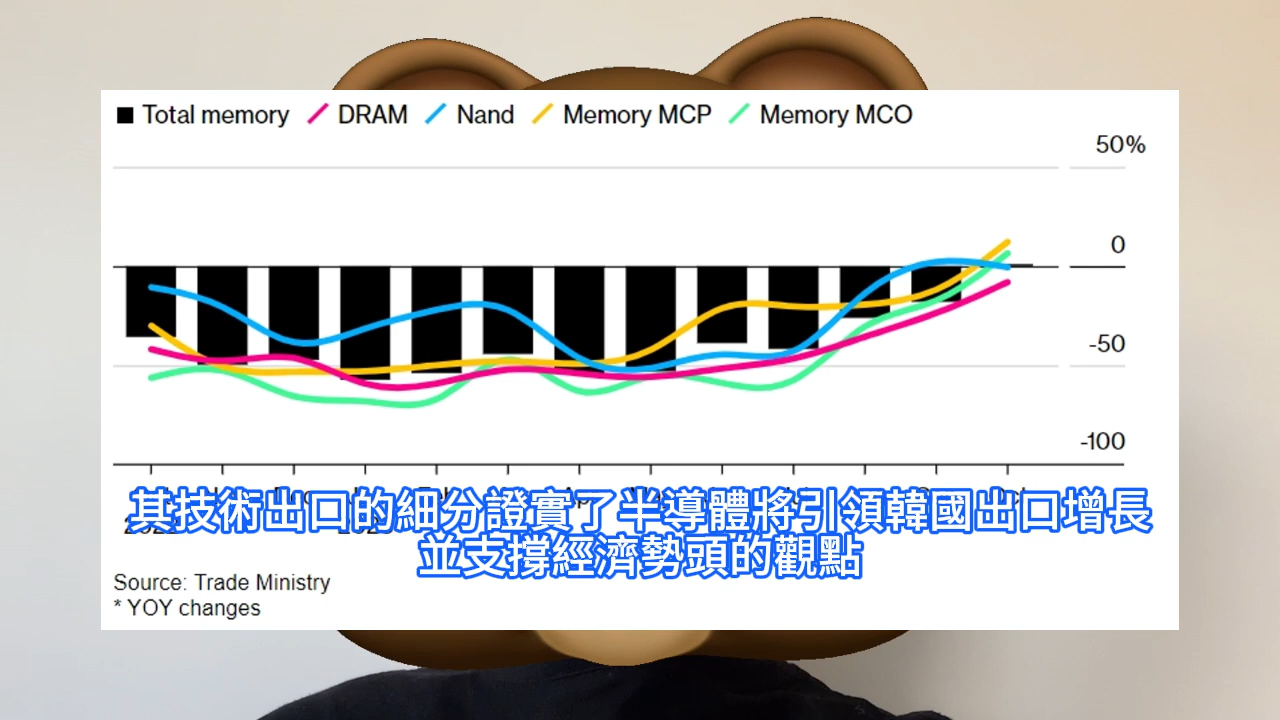 Total memory DRAM Nand Memory MCP Memory MCO
50%
0
-50
-100
其技術出口的細分證實了半導體將引領韓國出口增長
並支撐經濟勢頭的觀點
Source: Trade Ministry
* YOY changes